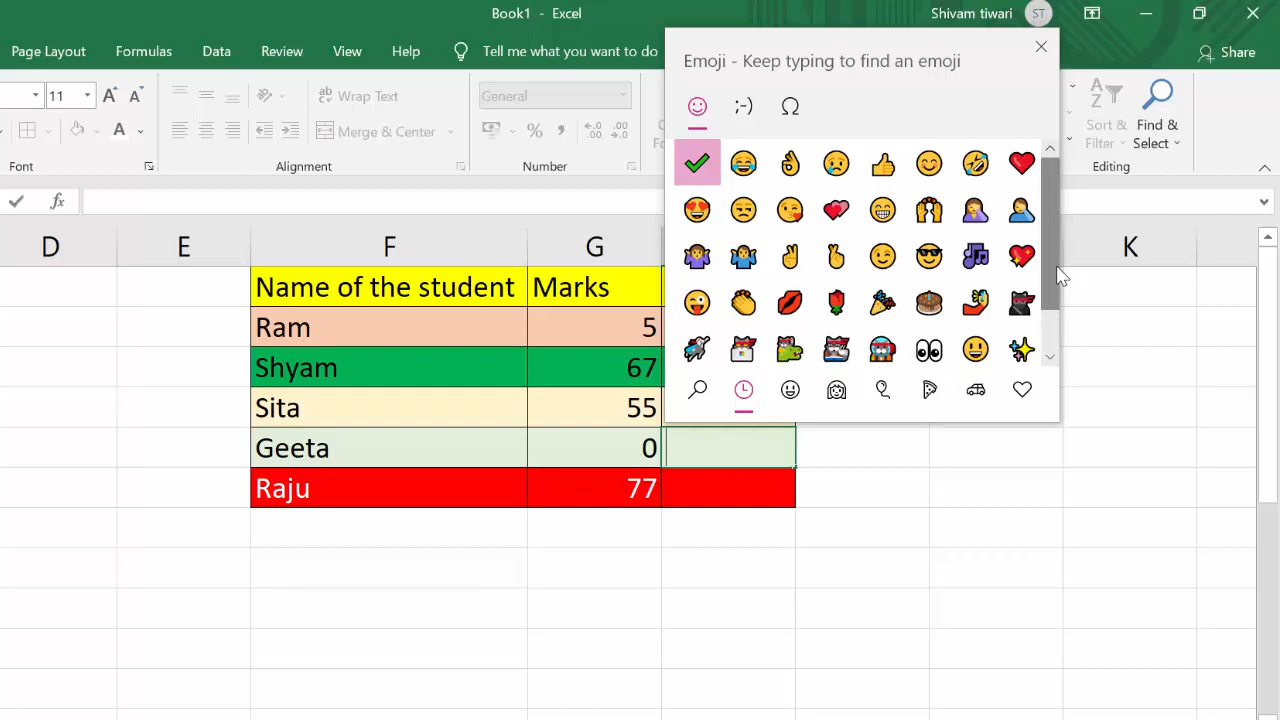 Book1 - Excel
Shivam tiwari
ST
Page Layout
Formulas
Data
Review
View
Help
Tell me what you want to do
Share
11
Wrap Text
General
Merge & Center
Sort &
Filter
Find &
Select
Font
Alignment
Number
Editing
fx
Emoji - Keep typing to find an emoji
;-)
Ω
D E F G K
Name of the student Marks
Ram 5
Shyam 67
Sita 55
Geeta 0
Raju 77